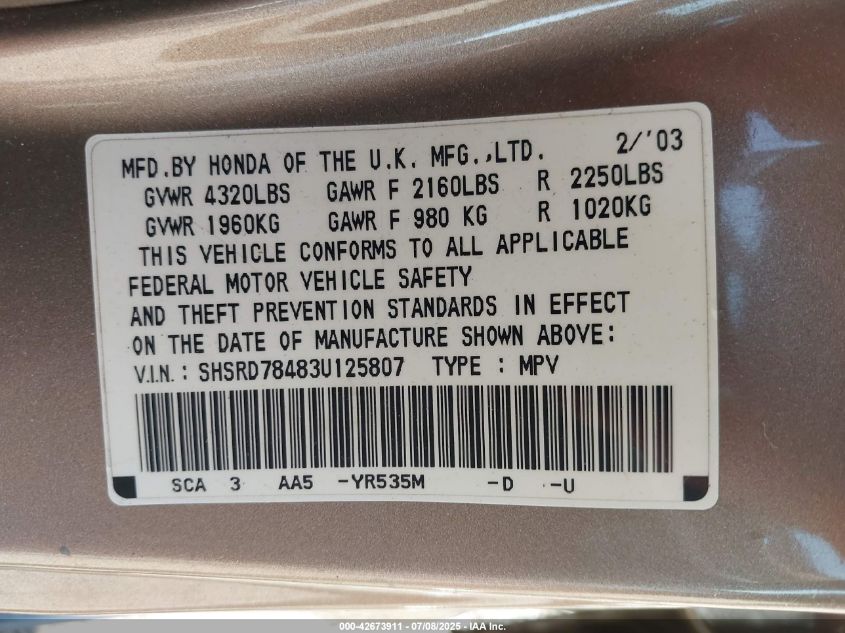 MFD.BY HONDA OF THE U.K. MFG.,LTD. 2/'03
GVWR 4320LBS GAWR F 2160LBS R 2250LBS
GVWR 1960KG GAWR F 980 KG R 1020KG
THIS VEHICLE CONFORMS TO ALL APPLICABLE
FEDERAL MOTOR VEHICLE SAFETY
AND THEFT PREVENTION STANDARDS IN EFFECT
ON THE DATE OF MANUFACTURE SHOWN ABOVE:
V.I.N.: SHSRD78483U125807 TYPE : MPV
SCA 3 AA5 -YR535M -D -U
000-42673911 - 07/08/2025 - IAA Inc.